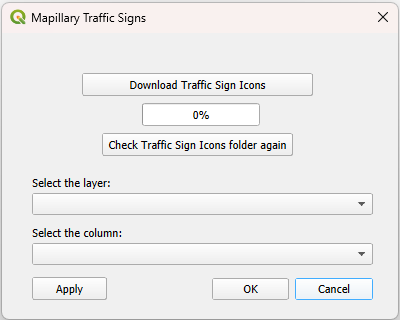 Mapillary Traffic Signs
Download Traffic Sign Icons
0%
Check Traffic Sign Icons folder again
Select the layer:
Select the column:
Apply
OK
Cancel